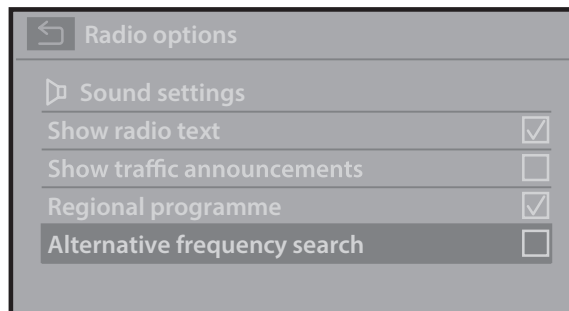 Radio options
Sound settings
Show radio text
Show traffic announcements
Regional programme
Alternative frequency search